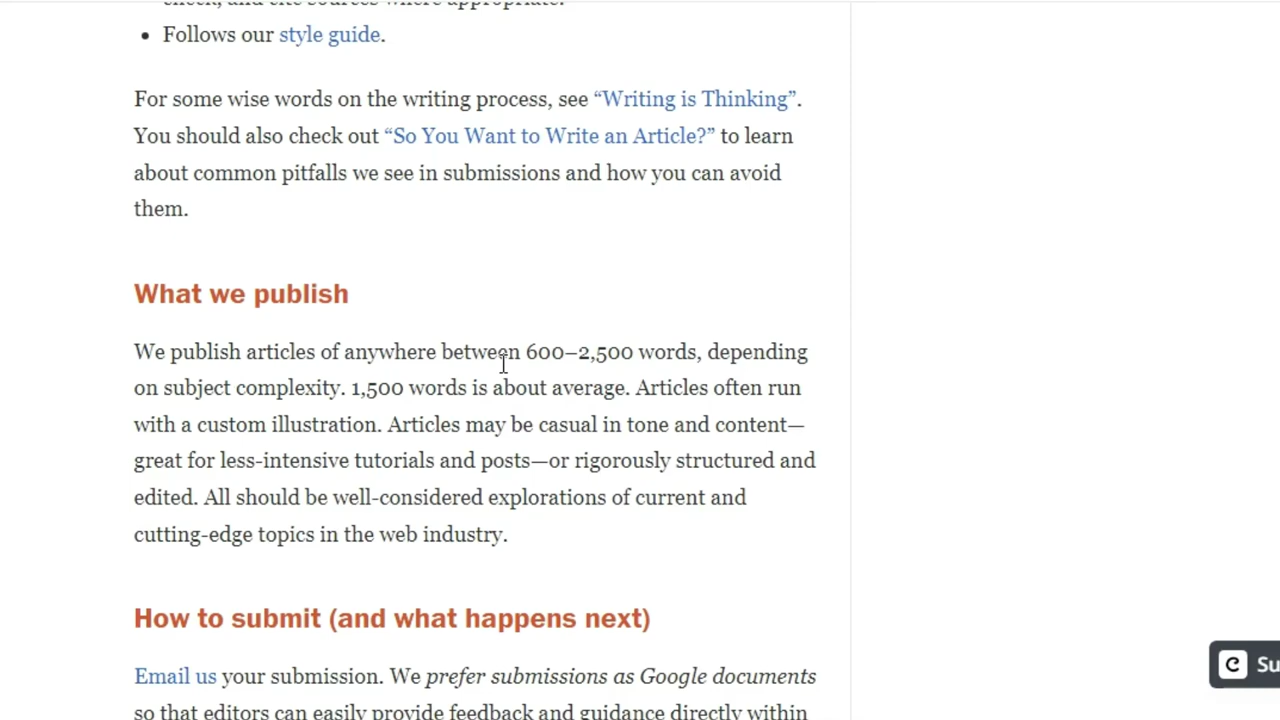 check, and cite sources where appropriate.
• Follows our style guide.
For some wise words on the writing process, see “Writing is Thinking”.
You should also check out “So You Want to Write an Article?” to learn
about common pitfalls we see in submissions and how you can avoid
them.
What we publish
We publish articles of anywhere between 600–2,500 words, depending
on subject complexity. 1,500 words is about average. Articles often run
with a custom illustration. Articles may be casual in tone and content—
great for less-intensive tutorials and posts—or rigorously structured and
edited. All should be well-considered explorations of current and
cutting-edge topics in the web industry.
How to submit (and what happens next)
Email us your submission. We prefer submissions as Google documents
so that editors can easily provide feedback and guidance directly within
Su